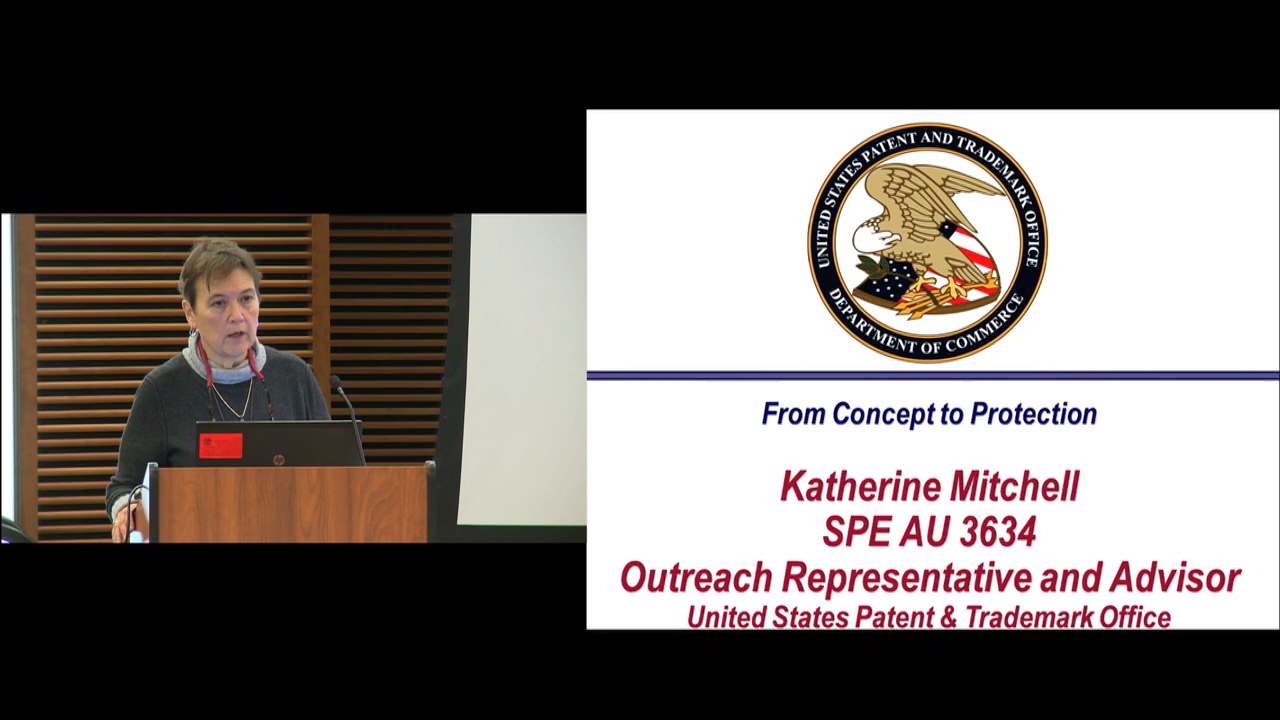 UNITED STATES PATENT AND TRADEMARK OFFICE
DEPARTMENT OF COMMERCE
From Concept to Protection
Katherine Mitchell
SPE AU 3634
Outreach Representative and Advisor
United States Patent & Trademark Office
hp